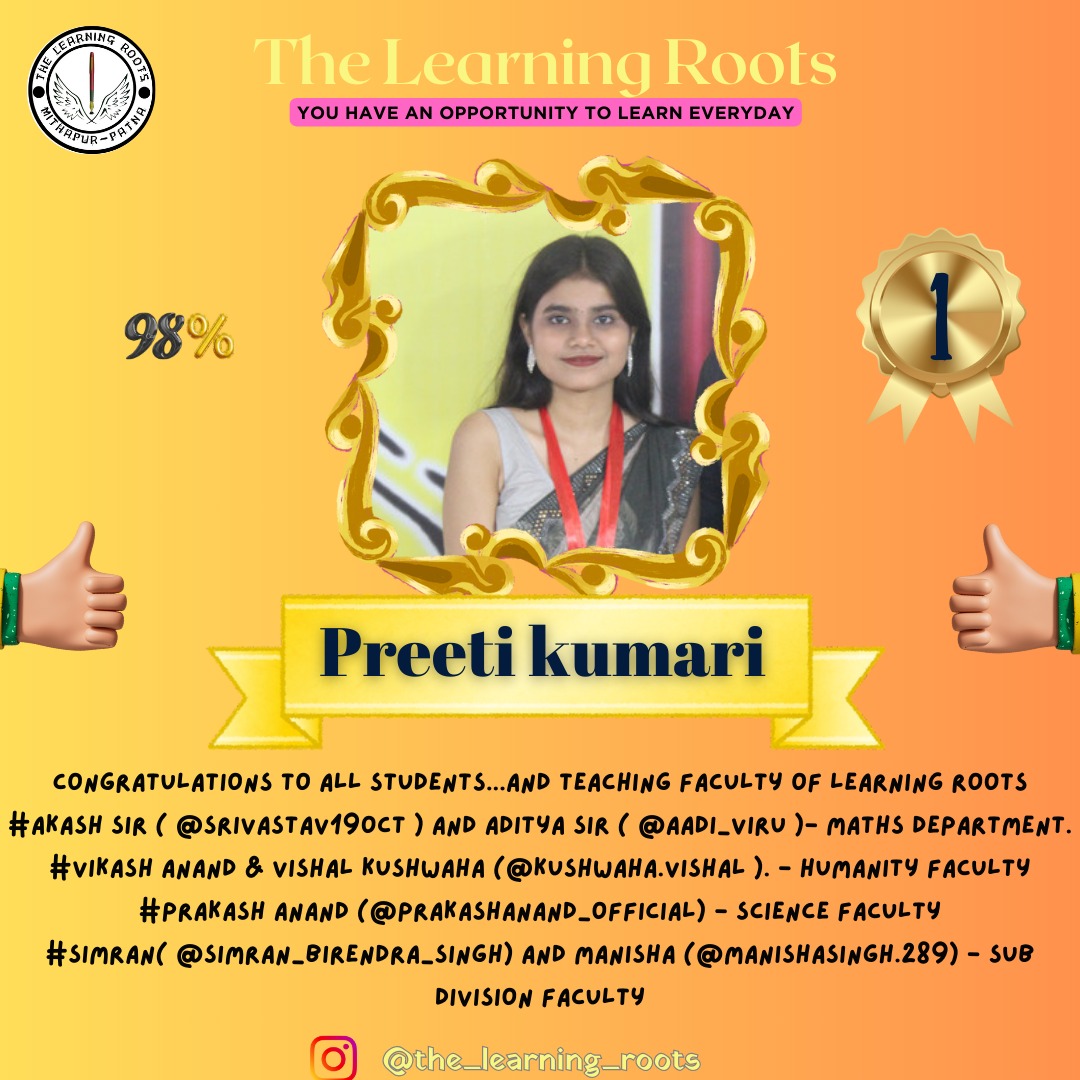 THE LEARNING ROOTS
MITHAPUR-PATNA
The Learning Roots
YOU HAVE AN OPPORTUNITY TO LEARN EVERYDAY
98%
1
Preeti kumari
CONGRATULATIONS TO ALL STUDENTS...AND TEACHING FACULTY OF LEARNING ROOTS
#AKASH SIR ( @SRIVASTAV19OCT ) AND ADITYA SIR ( @AADI_VIRU )- MATHS DEPARTMENT.
#VIKASH ANAND & VISHAL KUSHWAHA (@KUSHWAHA.VISHAL ). - HUMANITY FACULTY
#PRAKASH ANAND (@PRAKASHANAND_OFFICIAL) - SCIENCE FACULTY
#SIMRAN( @SIMRAN_BIRENDRA_SINGH) AND MANISHA (@MANISHASINGH.289) - SUB
DIVISION FACULTY
@the_learning_roots